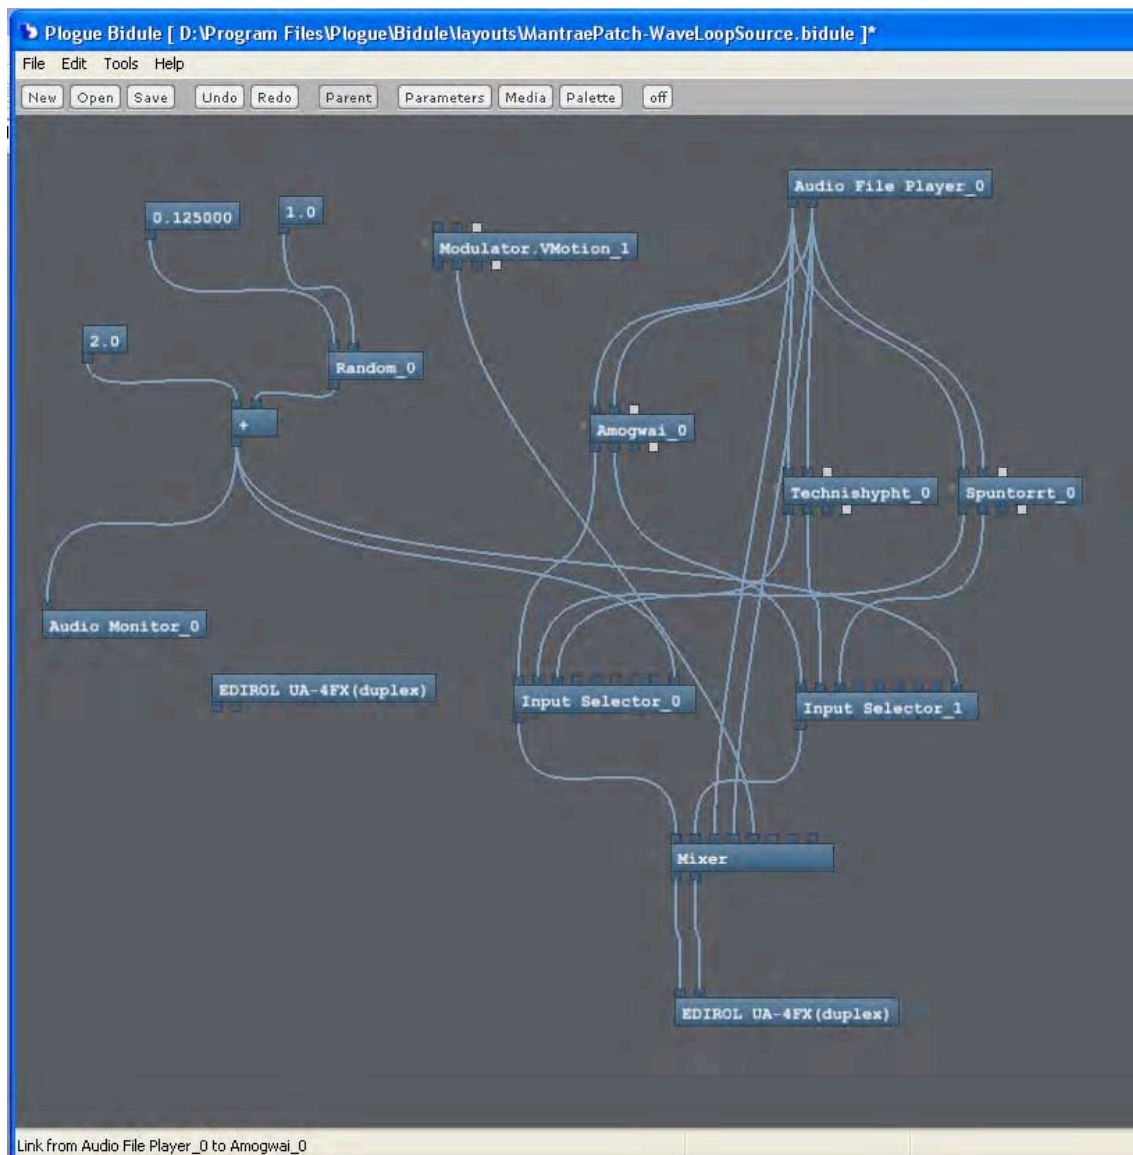 Plogue Bidule [ D:\Program Files\Plogue\Bidule\layouts\MantraePatch-WaveLoopSource.bidule ]*
File Edit Tools Help
New Open Save Undo Redo Parent Parameters Media Palette off
Audio File Player_0
0.125000
1.0
Modulator.VMotion_1
2.0
Random_0
+
Amogwai_0
Technishypht_0
Spuntorrt_0
Audio Monitor_0
EDIROL UA-4FX(duplex)
Input Selector_0
Input Selector_1
Mixer
EDIROL UA-4FX(duplex)
Link from Audio File Player_0 to Amogwai_0